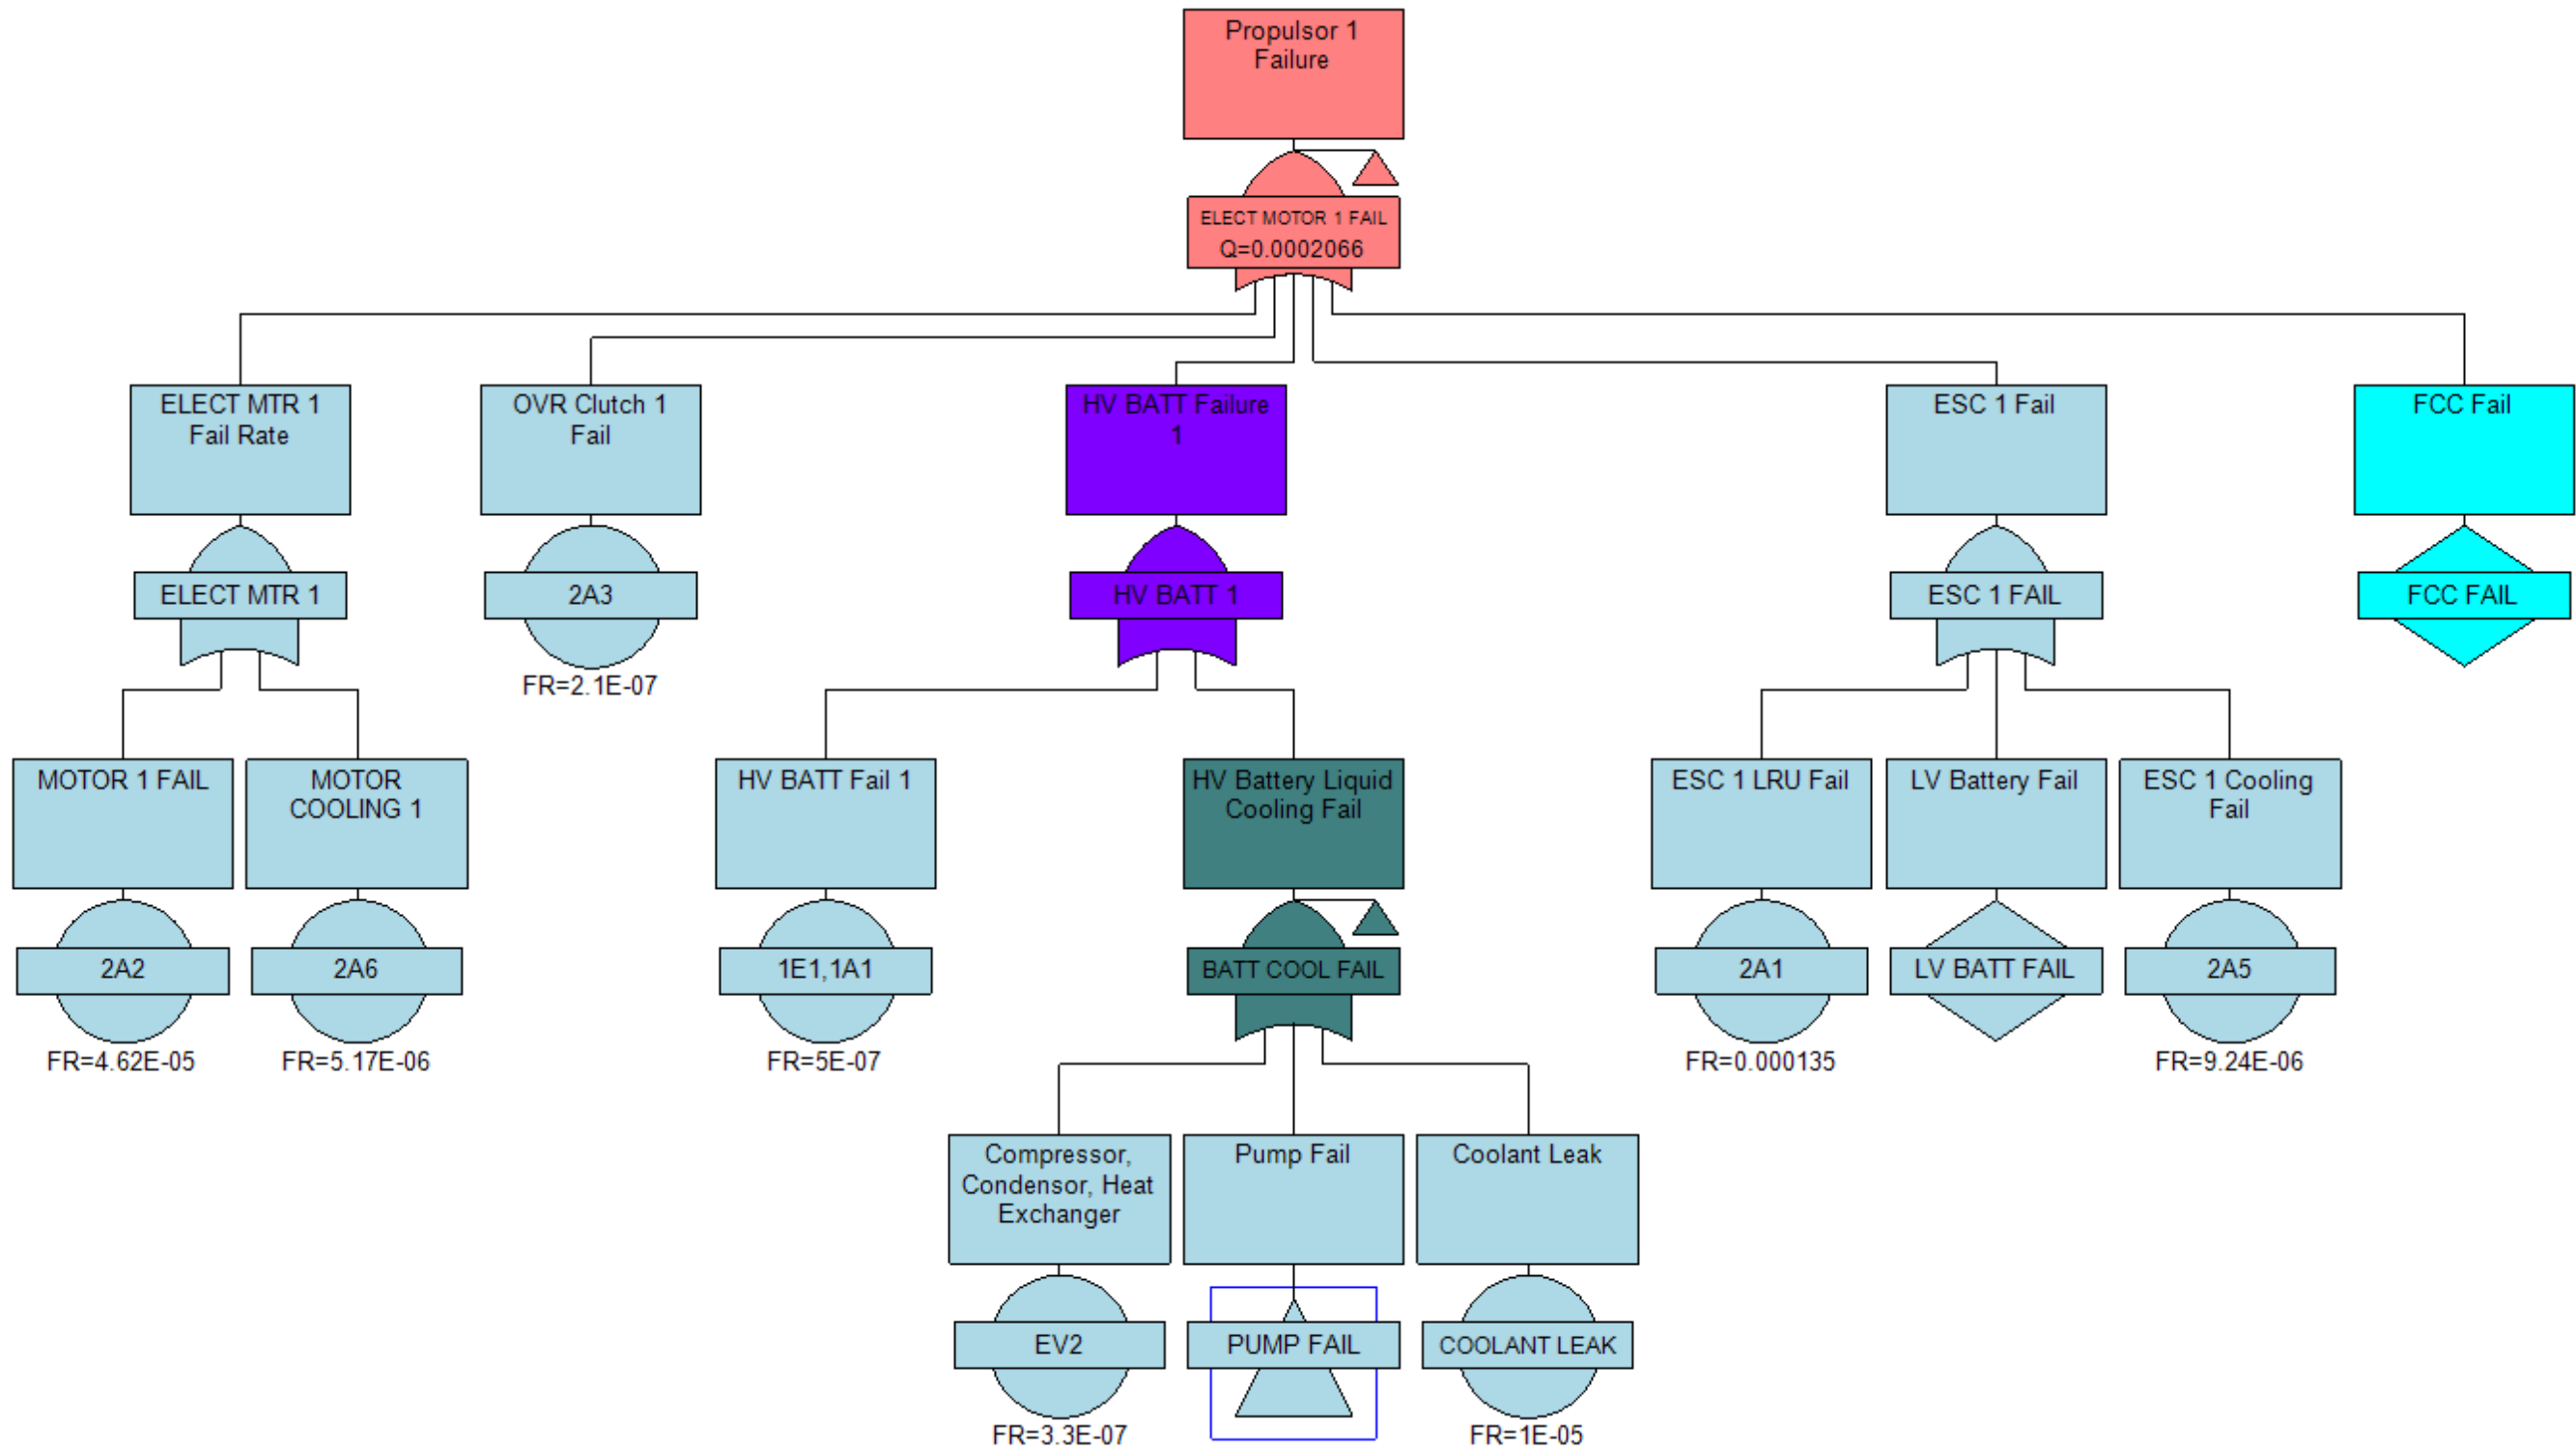 Propulsor 1
Failure
ELECT MOTOR 1 FAIL
Q=0.0002066
ELECT MTR 1
Fail Rate
OVR Clutch 1
Fail
HV BATT Failure
1
ESC 1 Fail
FCC Fail
ELECT MTR 1
2A3
HV BATT 1
ESC 1 FAIL
FCC FAIL
FR=2.1E-07
MOTOR 1 FAIL
MOTOR
COOLING 1
HV BATT Fail 1
HV Battery Liquid
Cooling Fail
ESC 1 LRU Fail
LV Battery Fail
ESC 1 Cooling
Fail
2A2
2A6
1E1,1A1
BATT COOL FAIL
2A1
LV BATT FAIL
2A5
FR=4.62E-05
FR=5.17E-06
FR=5E-07
FR=0.000135
FR=9.24E-06
Compressor,
Condensor, Heat
Exchanger
Pump Fail
Coolant Leak
EV2
PUMP FAIL
COOLANT LEAK
FR=3.3E-07
FR=1E-05